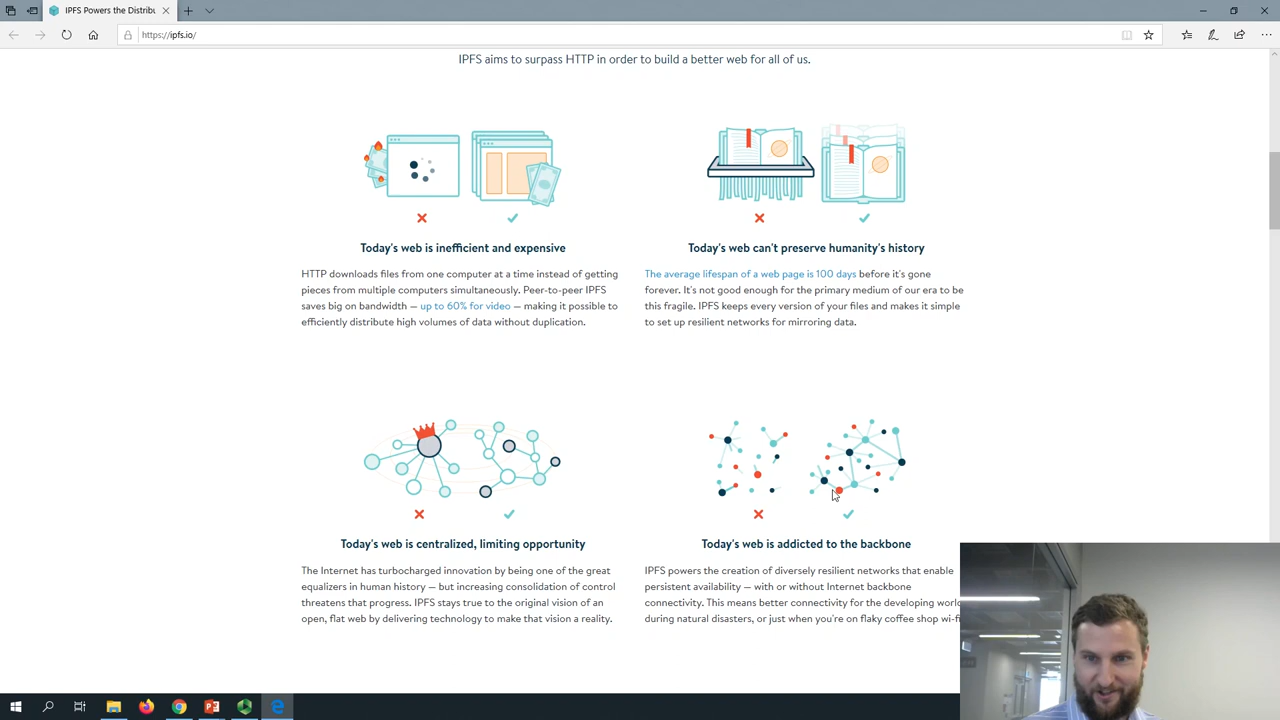 IPFS Powers the Distribu
https://ipfs.io/
IPFS aims to surpass HTTP in order to build a better web for all of us.
Today's web is inefficient and expensive
HTTP downloads files from one computer at a time instead of getting
pieces from multiple computers simultaneously. Peer-to-peer IPFS
saves big on bandwidth — up to 60% for video — making it possible to
efficiently distribute high volumes of data without duplication.
Today's web can't preserve humanity's history
The average lifespan of a web page is 100 days before it's gone
forever. It's not good enough for the primary medium of our era to be
this fragile. IPFS keeps every version of your files and makes it simple
to set up resilient networks for mirroring data.
Today's web is centralized, limiting opportunity
The Internet has turbocharged innovation by being one of the great
equalizers in human history — but increasing consolidation of control
threatens that progress. IPFS stays true to the original vision of an
open, flat web by delivering technology to make that vision a reality.
Today's web is addicted to the backbone
IPFS powers the creation of diversely resilient networks that enable
persistent availability — with or without Internet backbone
connectivity. This means better connectivity for the developing world
during natural disasters, or just when you're on flaky coffee shop wi-fi